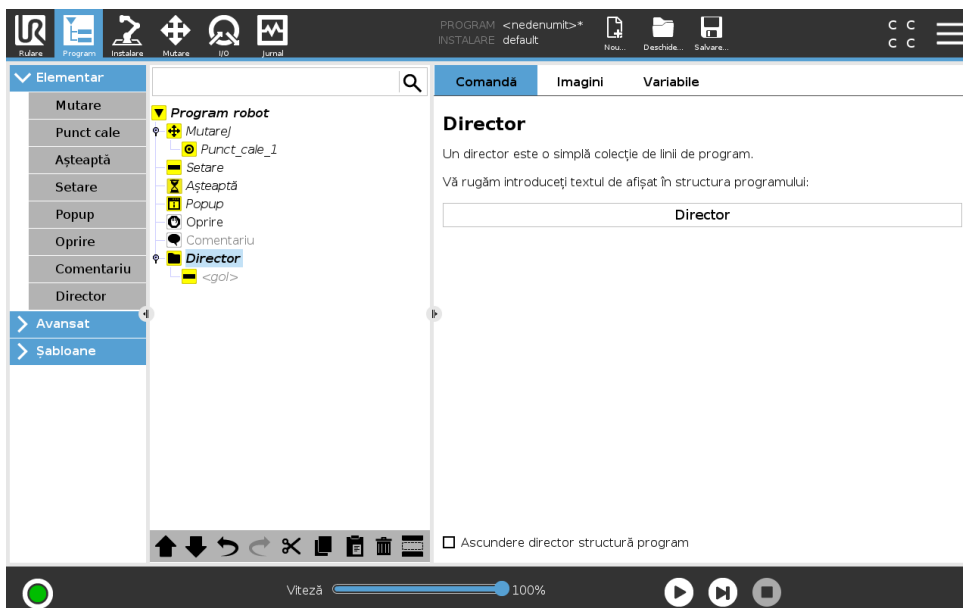 UR
Rulare
Program
Instalare
Mutare
I/O
Jurnal
PROGRAM <nedenumit>*
INSTALARE default
Nou...
Deschide...
Salvare...
C C
C C
Elementar
Mutare
Punct cale
Așteaptă
Setare
Popup
Oprire
Comentariu
Director
Avansat
Șabloane
Program robot
MutareJ
Punct_cale_1
Setare
Așteaptă
Popup
Oprire
Comentariu
Director
<gol>
Comandă
Imagini
Variabile
Director
Un director este o simplă colecție de linii de program.
Vă rugăm introduceți textul de afișat în structura programului:
Director
Ascundere director structură program
Viteză
100%